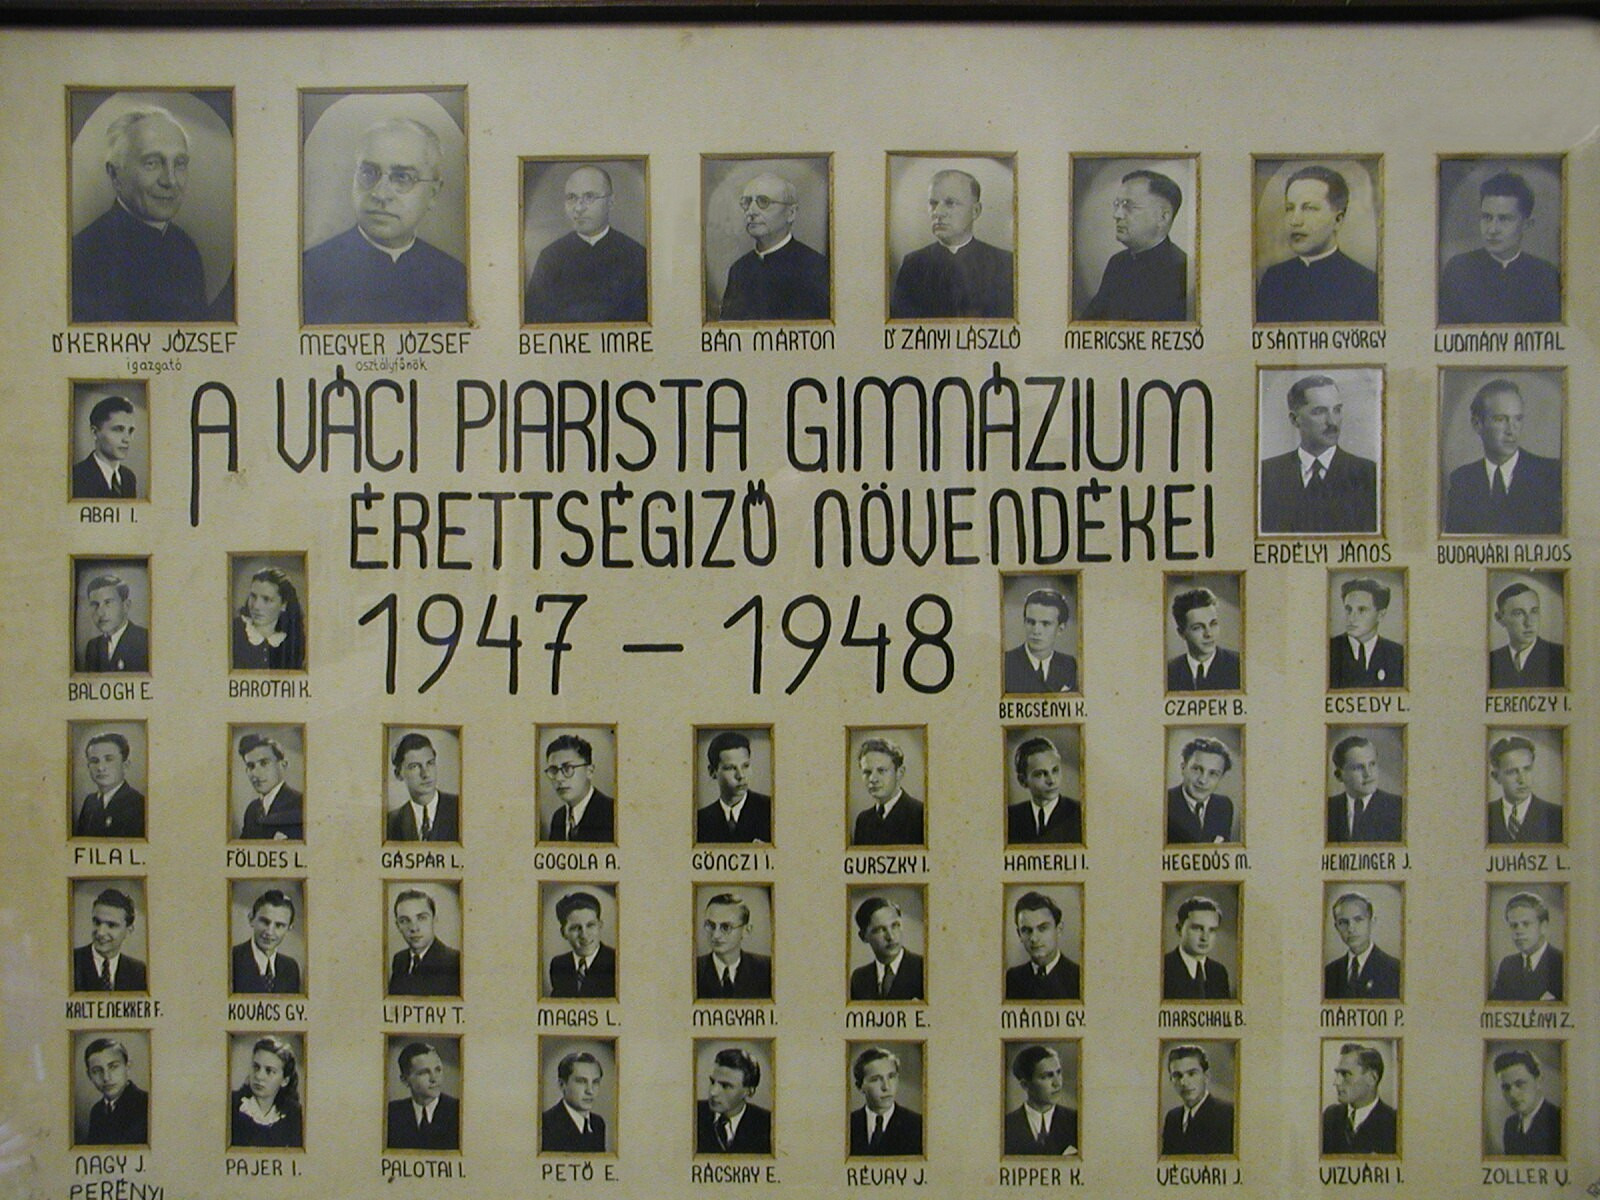 Dr KERKAY JÓZSEF
igazgató
MEGYER JÓZSEF
osztályfőnök
BENKE IMRE
BÁN MÁRTON
Dr ZÁNYI LÁSZLÓ
MERICSKE REZSŐ
Dr SÁNTHA GYÖRGY
LUDMÁNY ANTAL
A VÁCI PIARISTA GIMNÁZIUM
ÉRETTSÉGIZŐ NÖVENDÉKEI
1947 – 1948
ERDÉLYI JÁNOS
BUDAVÁRI ALAJOS
ABAI I.
BALOGH E.
BAROTAI K.
BERCSÉNYI K.
CZAPEK B.
ECSEDY L.
FERENCZY I.
FILA L.
FÖLDES L.
GÁSPÁR L.
GOGOLA A.
GÖNCZI I.
GURSZKY I.
HAMERLI I.
HEGEDŰS M.
HEINZINGER J.
JUHÁSZ L.
KALTENEKKER F.
KOVÁCS GY.
LIPTAY T.
MAGAS L.
MAGYAR I.
MAJOR E.
MÁNDI GY.
MARSCHALL B.
MÁRTON P.
MESZLÉNYI Z.
NAGY J.
PAJER I.
PALOTAI I.
PETŐ E.
RÁCSKAY E.
RÉVAY J.
RIPPER K.
VÉGVÁRI J.
VIZVÁRI I.
ZOLLER V.
PERÉNYI